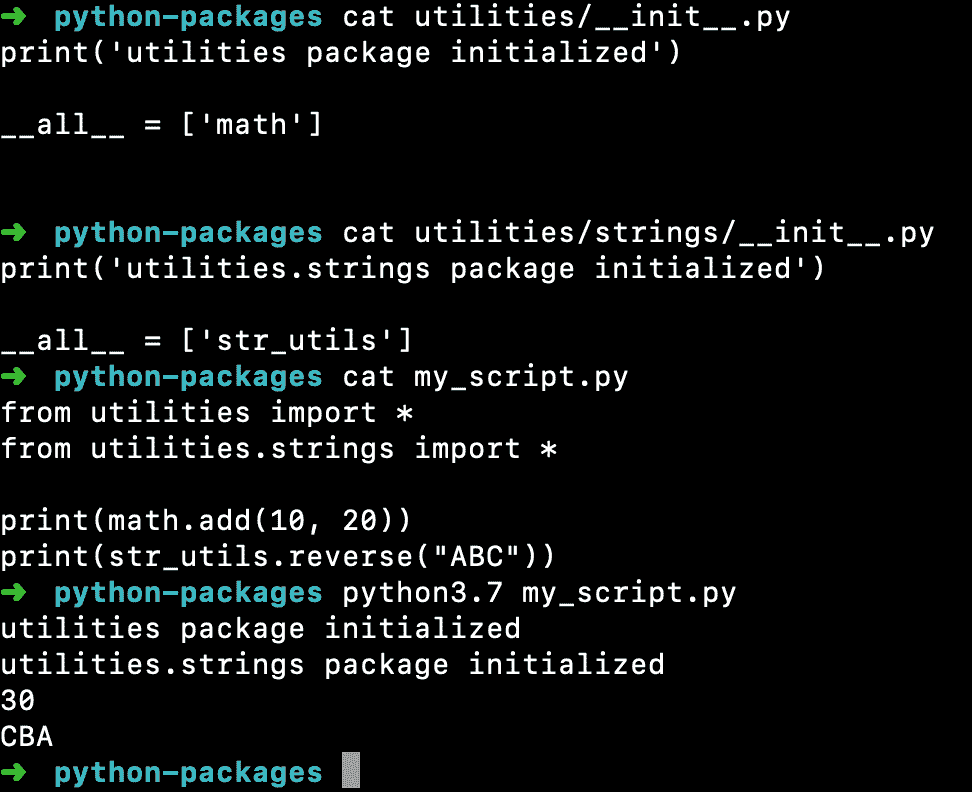 ➜ python-packages cat utilities/__init__.py
print('utilities package initialized')
__all__ = ['math']
➜ python-packages cat utilities/strings/__init__.py
print('utilities.strings package initialized')
__all__ = ['str_utils']
➜ python-packages cat my_script.py
from utilities import *
from utilities.strings import *
print(math.add(10, 20))
print(str_utils.reverse("ABC"))
➜ python-packages python3.7 my_script.py
utilities package initialized
utilities.strings package initialized
30
CBA
➜ python-packages